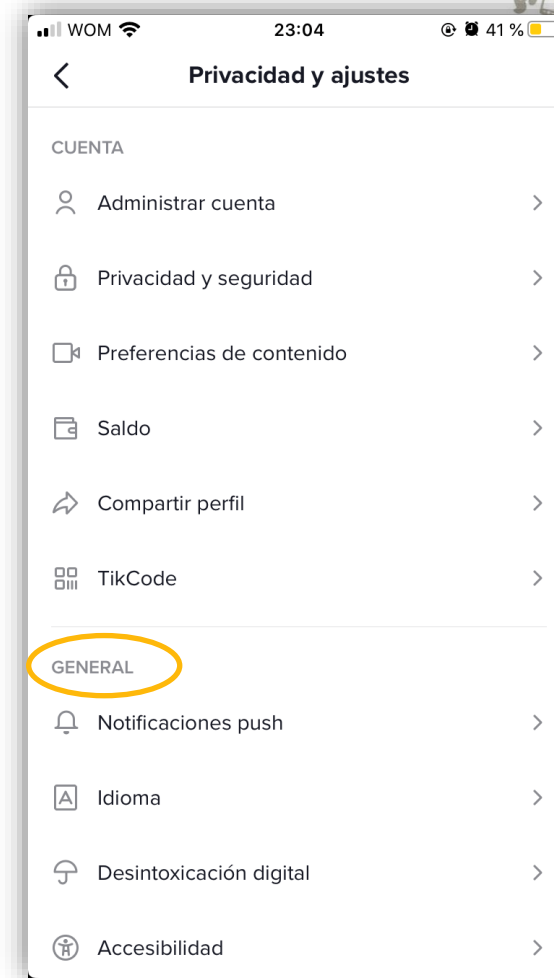 WOM 23:04 41 %
Privacidad y ajustes
CUENTA
Administrar cuenta
Privacidad y seguridad
Preferencias de contenido
Saldo
Compartir perfil
TikCode
GENERAL
Notificaciones push
A Idioma
Desintoxicación digital
Accesibilidad